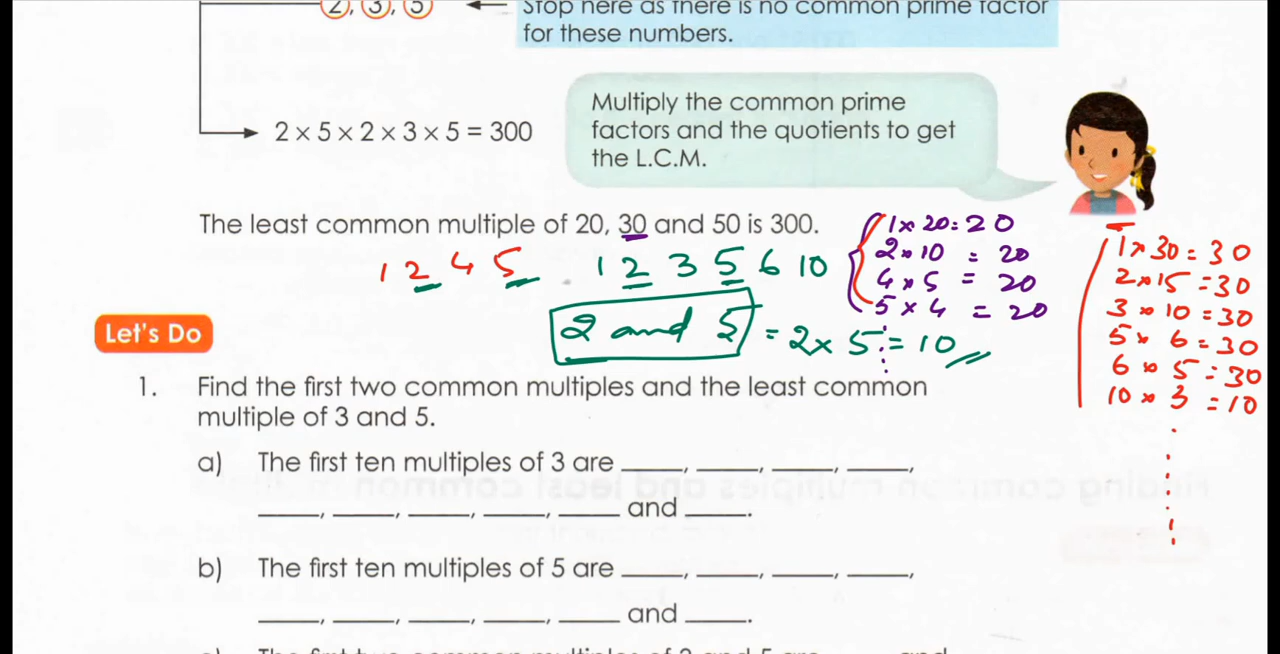 2, 3, 5
Stop here as there is no common prime factor
for these numbers.
2 × 5 × 2 × 3 × 5 = 300
Multiply the common prime
factors and the quotients to get
the L.C.M.
The least common multiple of 20, 30 and 50 is 300.
1 2 4 5
1 2 3 5 6 10
1 × 20 = 20
2 × 10 = 20
4 × 5 = 20
5 × 4 = 20
1 × 30 = 30
2 × 15 = 30
3 × 10 = 30
5 × 6 = 30
6 × 5 = 30
10 × 3 = 10
2 and 5 = 2 × 5 = 10
Let's Do
1. Find the first two common multiples and the least common
multiple of 3 and 5.
a) The first ten multiples of 3 are ____, ____, ____, ____,
____, ____, ____, ____, ____ and ____.
b) The first ten multiples of 5 are ____, ____, ____, ____,
____, ____, ____, ____, ____ and ____.